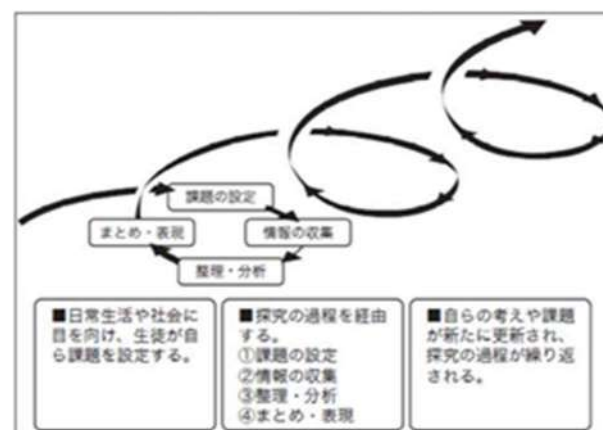 課題の設定
まとめ・表現
情報の収集
整理・分析
■日常生活や社会に
目を向け、生徒が自
ら課題を設定する。
■探究の過程を経由
する。
①課題の設定
②情報の収集
③整理・分析
④まとめ・表現
■自らの考えや課題
が新たに更新され、
探究の過程が繰り返
される。